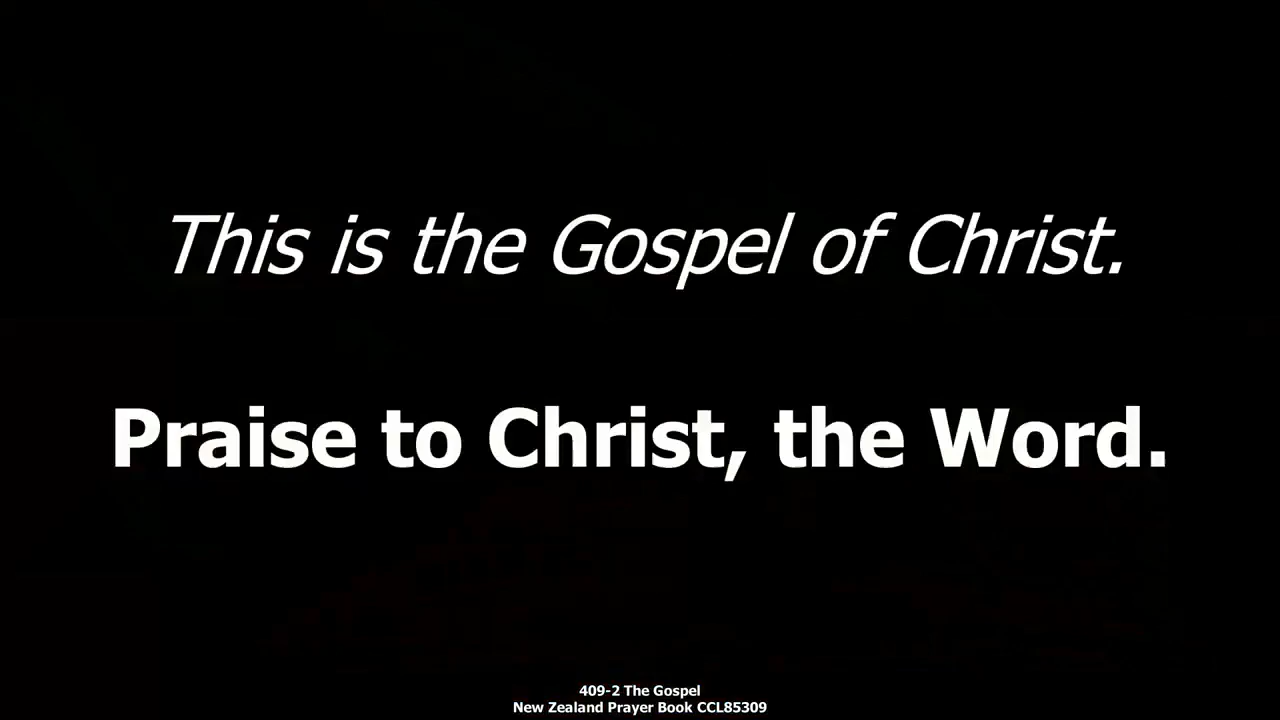 This is the Gospel of Christ.
Praise to Christ, the Word.
409-2 The Gospel
New Zealand Prayer Book CCL85309